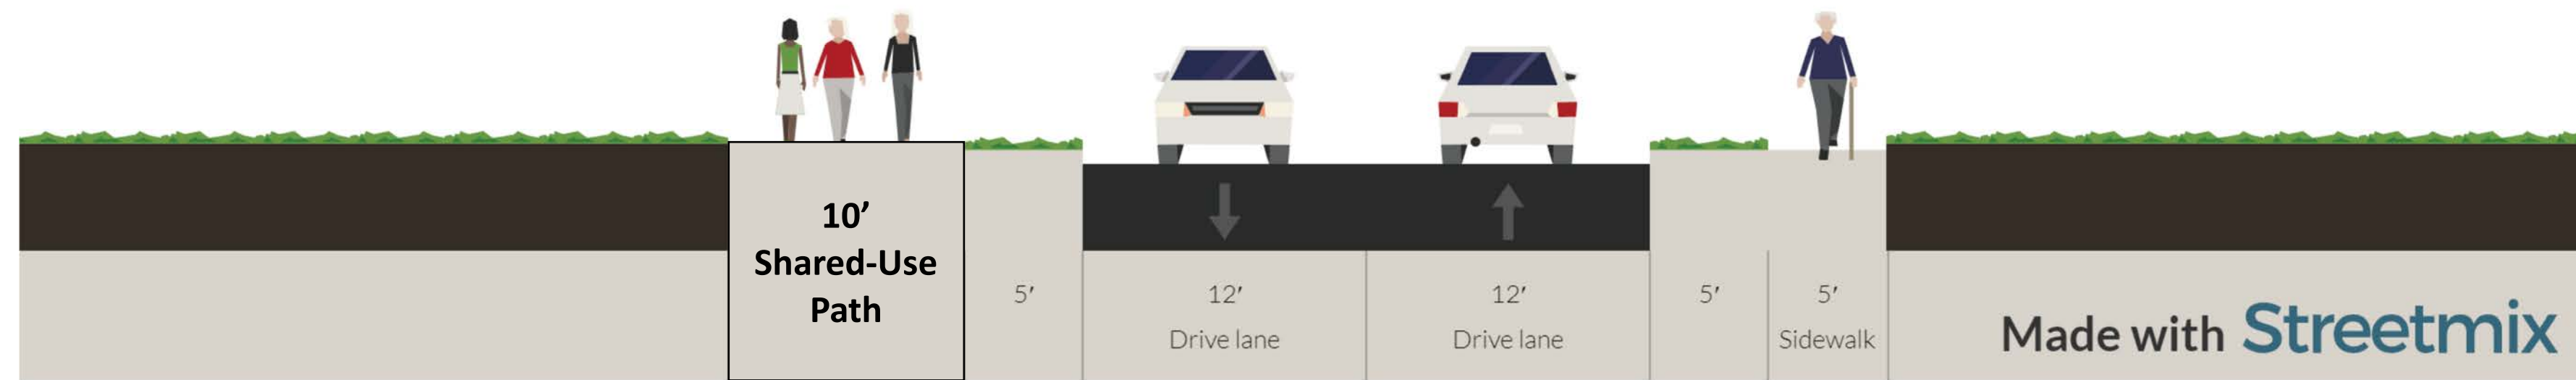 10’
Shared-Use
Path
5′
12′
Drive lane
12′
Drive lane
5′
5′
Sidewalk
Made with Streetmix